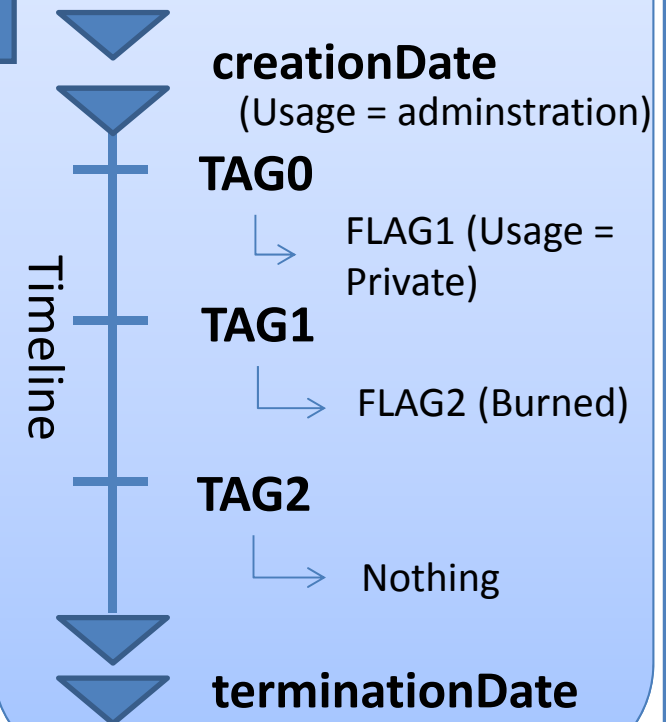 creationDate
(Usage = adminstration)
TAG0
FLAG1 (Usage =
Private)
Timeline
TAG1
FLAG2 (Burned)
TAG2
Nothing
terminationDate